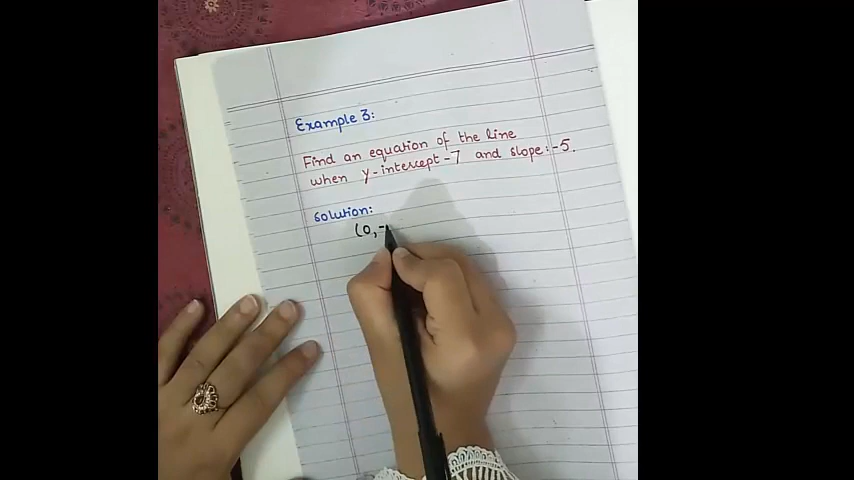 Example 3:
Find an equation of the line
when y-intercept -7 and slope: -5.
Solution:
(0,-